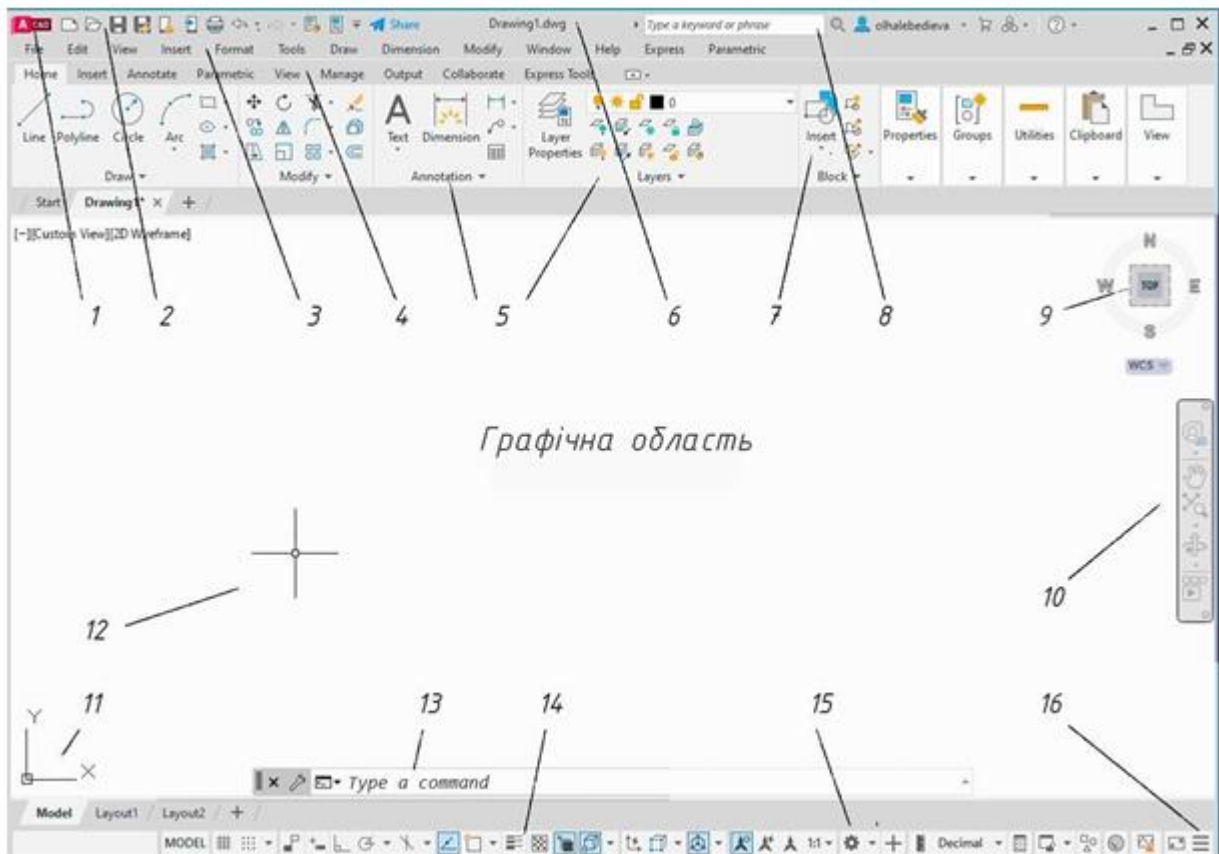 A CAD Share Drawing1.dwg Type a keyword or phrase olhalebedieva
File Edit View Insert Format Tools Draw Dimension Modify Window Help Express Parametric
Home Insert Annotate Parametric View Manage Output Collaborate Express Tools
0
Line Polyline Circle Arc Text Dimension Layer Properties Insert Properties Groups Utilities Clipboard View
Draw Modify Annotation Layers Block
Start Drawing1* +
[−][Custom View][2D Wireframe]
N
W TOP E
S
WCS
1 2 3 4 5 6 7 8 9
Графічна область
10
12
11 13 14 15 16
Y
X
Type a command
Model Layout1 Layout2 +
MODEL 1:1 Decimal